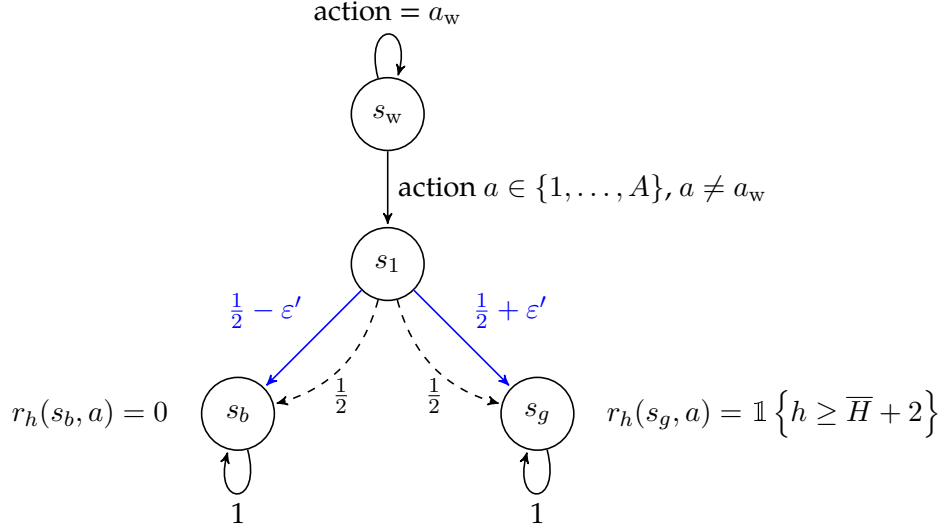 action = a_w
s_w
action a ∈ {1, . . . , A}, a ≠ a_w
s_1
1/2 − ε′
1/2 + ε′
1/2
1/2
r_h(s_b, a) = 0
s_b
s_g
r_h(s_g, a) = 𝟙 {h ≥ H̅ + 2}
1
1